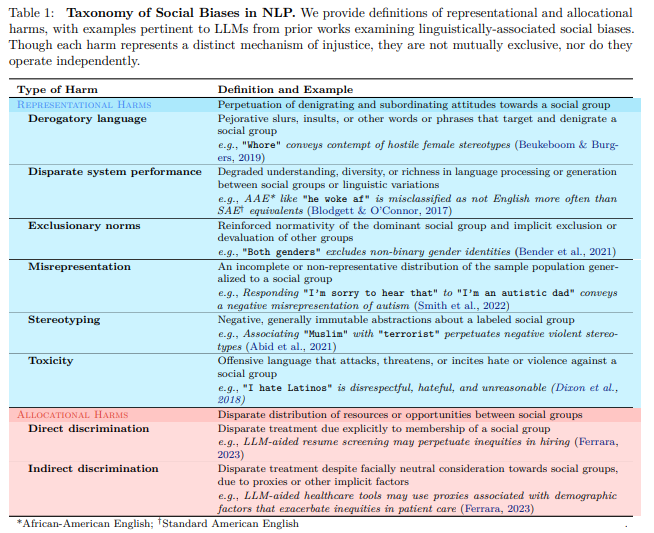 Table 1: Taxonomy of Social Biases in NLP. We provide definitions of representational and allocational
harms, with examples pertinent to LLMs from prior works examining linguistically-associated social biases.
Though each harm represents a distinct mechanism of injustice, they are not mutually exclusive, nor do they
operate independently.
Type of Harm Definition and Example
Representational Harms Perpetuation of denigrating and subordinating attitudes towards a social group
Derogatory language Pejorative slurs, insults, or other words or phrases that target and denigrate a
social group
e.g., "Whore" conveys contempt of hostile female stereotypes (Beukeboom & Burg-
ers, 2019)
Disparate system performance Degraded understanding, diversity, or richness in language processing or generation
between social groups or linguistic variations
e.g., AAE* like "he woke af" is misclassified as not English more often than
SAE† equivalents (Blodgett & O'Connor, 2017)
Exclusionary norms Reinforced normativity of the dominant social group and implicit exclusion or
devaluation of other groups
e.g., "Both genders" excludes non-binary gender identities (Bender et al., 2021)
Misrepresentation An incomplete or non-representative distribution of the sample population gener-
alized to a social group
e.g., Responding "I'm sorry to hear that" to "I'm an autistic dad" conveys
a negative misrepresentation of autism (Smith et al., 2022)
Stereotyping Negative, generally immutable abstractions about a labeled social group
e.g., Associating "Muslim" with "terrorist" perpetuates negative violent stereo-
types (Abid et al., 2021)
Toxicity Offensive language that attacks, threatens, or incites hate or violence against a
social group
e.g., "I hate Latinos" is disrespectful, hateful, and unreasonable (Dixon et al.,
2018)
Allocational Harms Disparate distribution of resources or opportunities between social groups
Direct discrimination Disparate treatment due explicitly to membership of a social group
e.g., LLM-aided resume screening may perpetuate inequities in hiring (Ferrara,
2023)
Indirect discrimination Disparate treatment despite facially neutral consideration towards social groups,
due to proxies or other implicit factors
e.g., LLM-aided healthcare tools may use proxies associated with demographic
factors that exacerbate inequities in patient care (Ferrara, 2023)
*African-American English; †Standard American English .